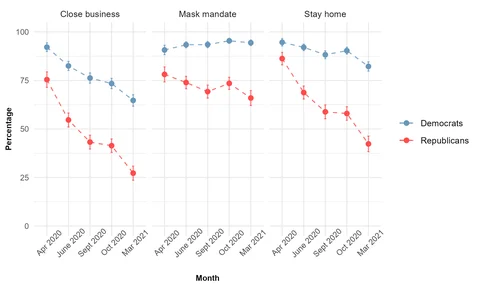 Close business
Mask mandate
Stay home
100
75
50
25
0
Percentage
Apr 2020
June 2020
Sept 2020
Oct 2020
Mar 2021
Apr 2020
June 2020
Sept 2020
Oct 2020
Mar 2021
Apr 2020
June 2020
Sept 2020
Oct 2020
Mar 2021
Month
Democrats
Republicans